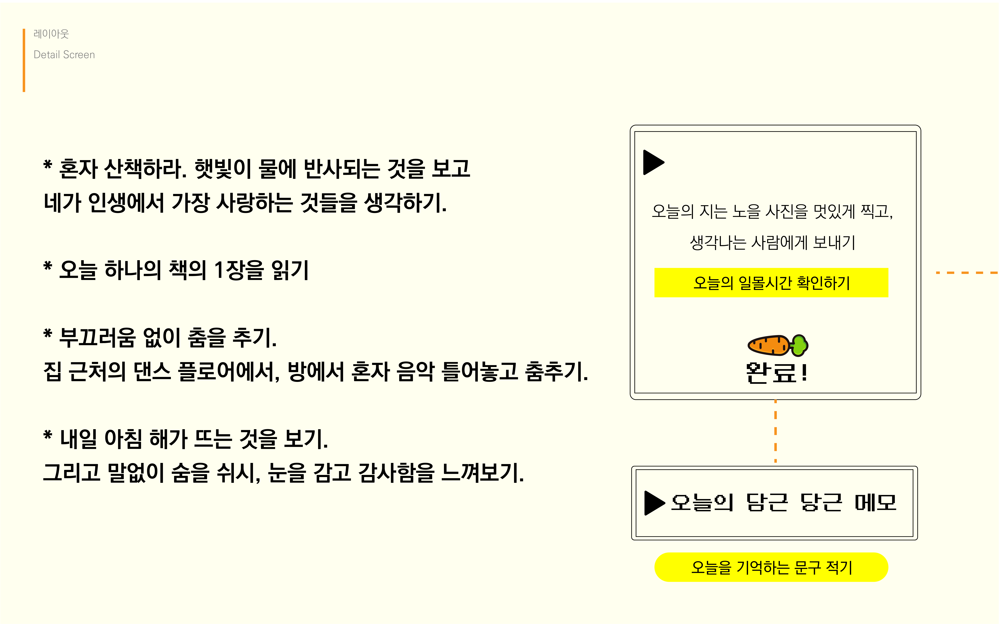 레이아웃
Detail Screen
* 혼자 산책하라. 햇빛이 물에 반사되는 것을 보고
네가 인생에서 가장 사랑하는 것들을 생각하기.
* 오늘 하나의 책의 1장을 읽기
* 부끄러움 없이 춤을 추기.
집 근처의 댄스 플로어에서, 방에서 혼자 음악 틀어놓고 춤추기.
* 내일 아침 해가 뜨는 것을 보기.
그리고 말없이 숨을 쉬시, 눈을 감고 감사함을 느껴보기.
오늘의 지는 노을 사진을 멋있게 찍고,
생각나는 사람에게 보내기
오늘의 일몰시간 확인하기
완료!
오늘의 담근 당근 메모
오늘을 기억하는 문구 적기